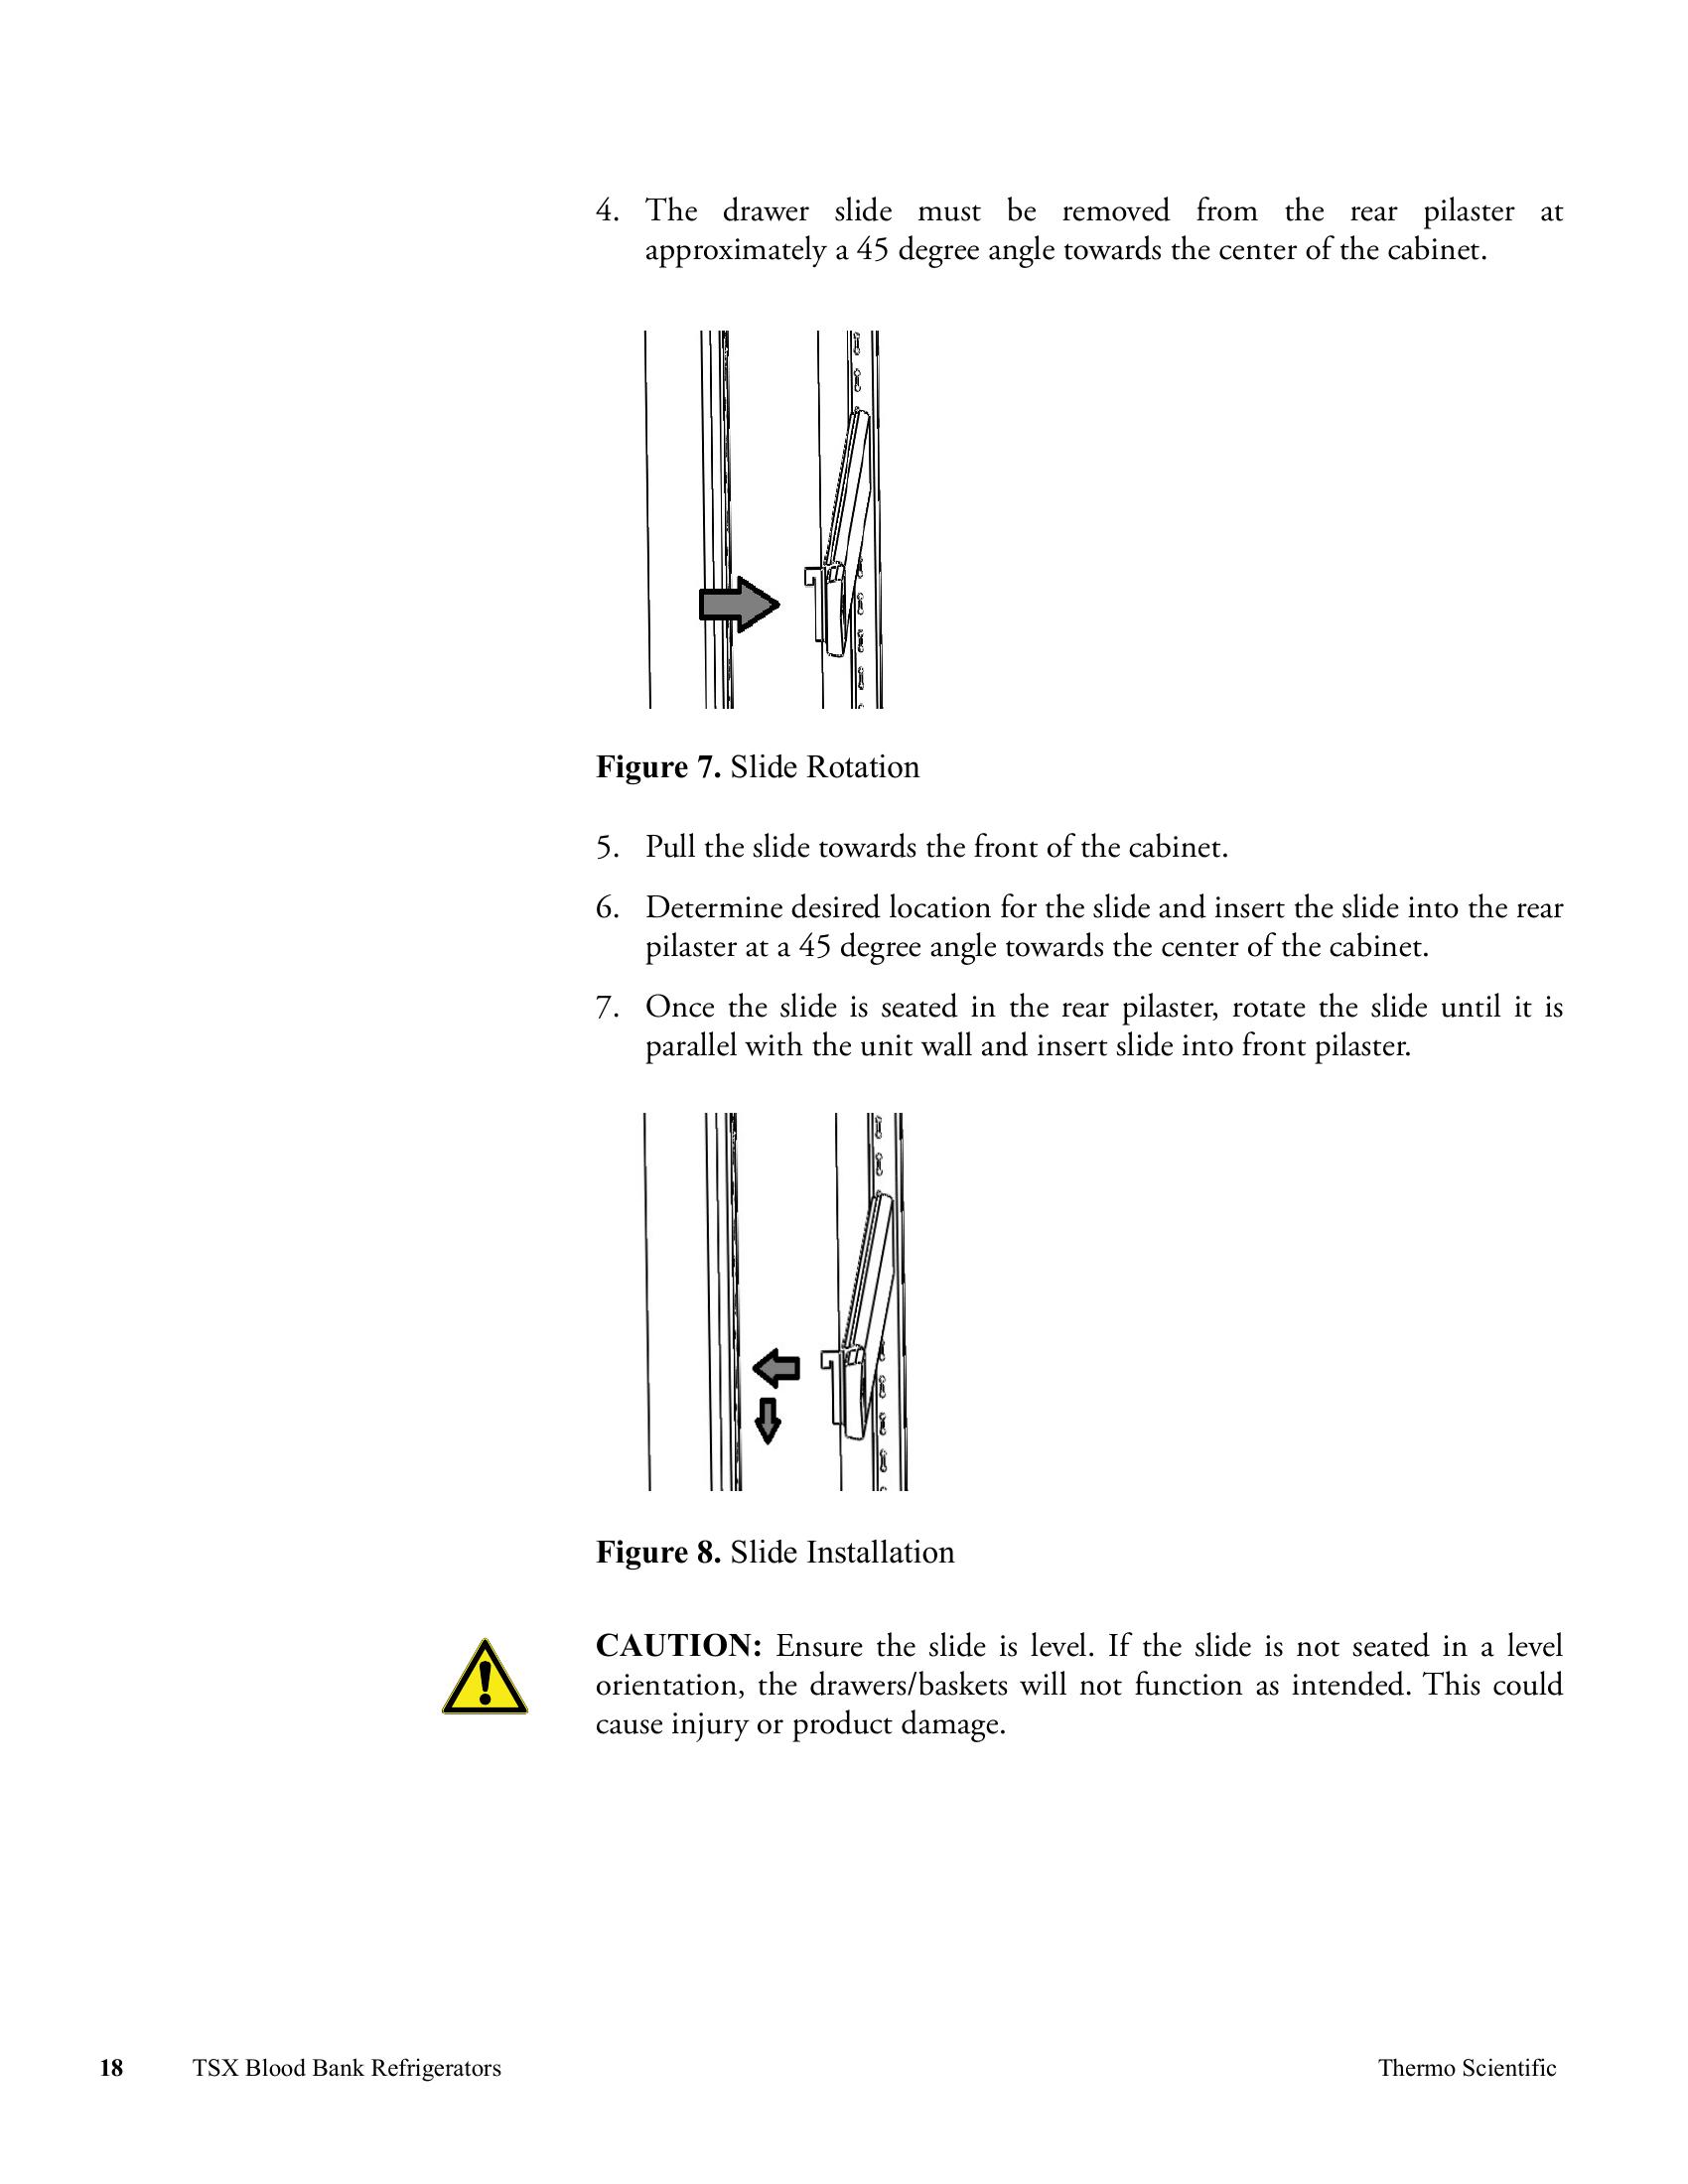 4. The drawer slide must be removed from the rear pilaster at
approximately a 45 degree angle towards the center of the cabinet.
Figure 7. Slide Rotation
5. Pull the slide towards the front of the cabinet.
6. Determine desired location for the slide and insert the slide into the rear
pilaster at a 45 degree angle towards the center of the cabinet.
7. Once the slide is seated in the rear pilaster, rotate the slide until it is
parallel with the unit wall and insert slide into front pilaster.
Figure 8. Slide Installation
CAUTION: Ensure the slide is level. If the slide is not seated in a level
orientation, the drawers/baskets will not function as intended. This could
cause injury or product damage.
18 TSX Blood Bank Refrigerators Thermo Scientific